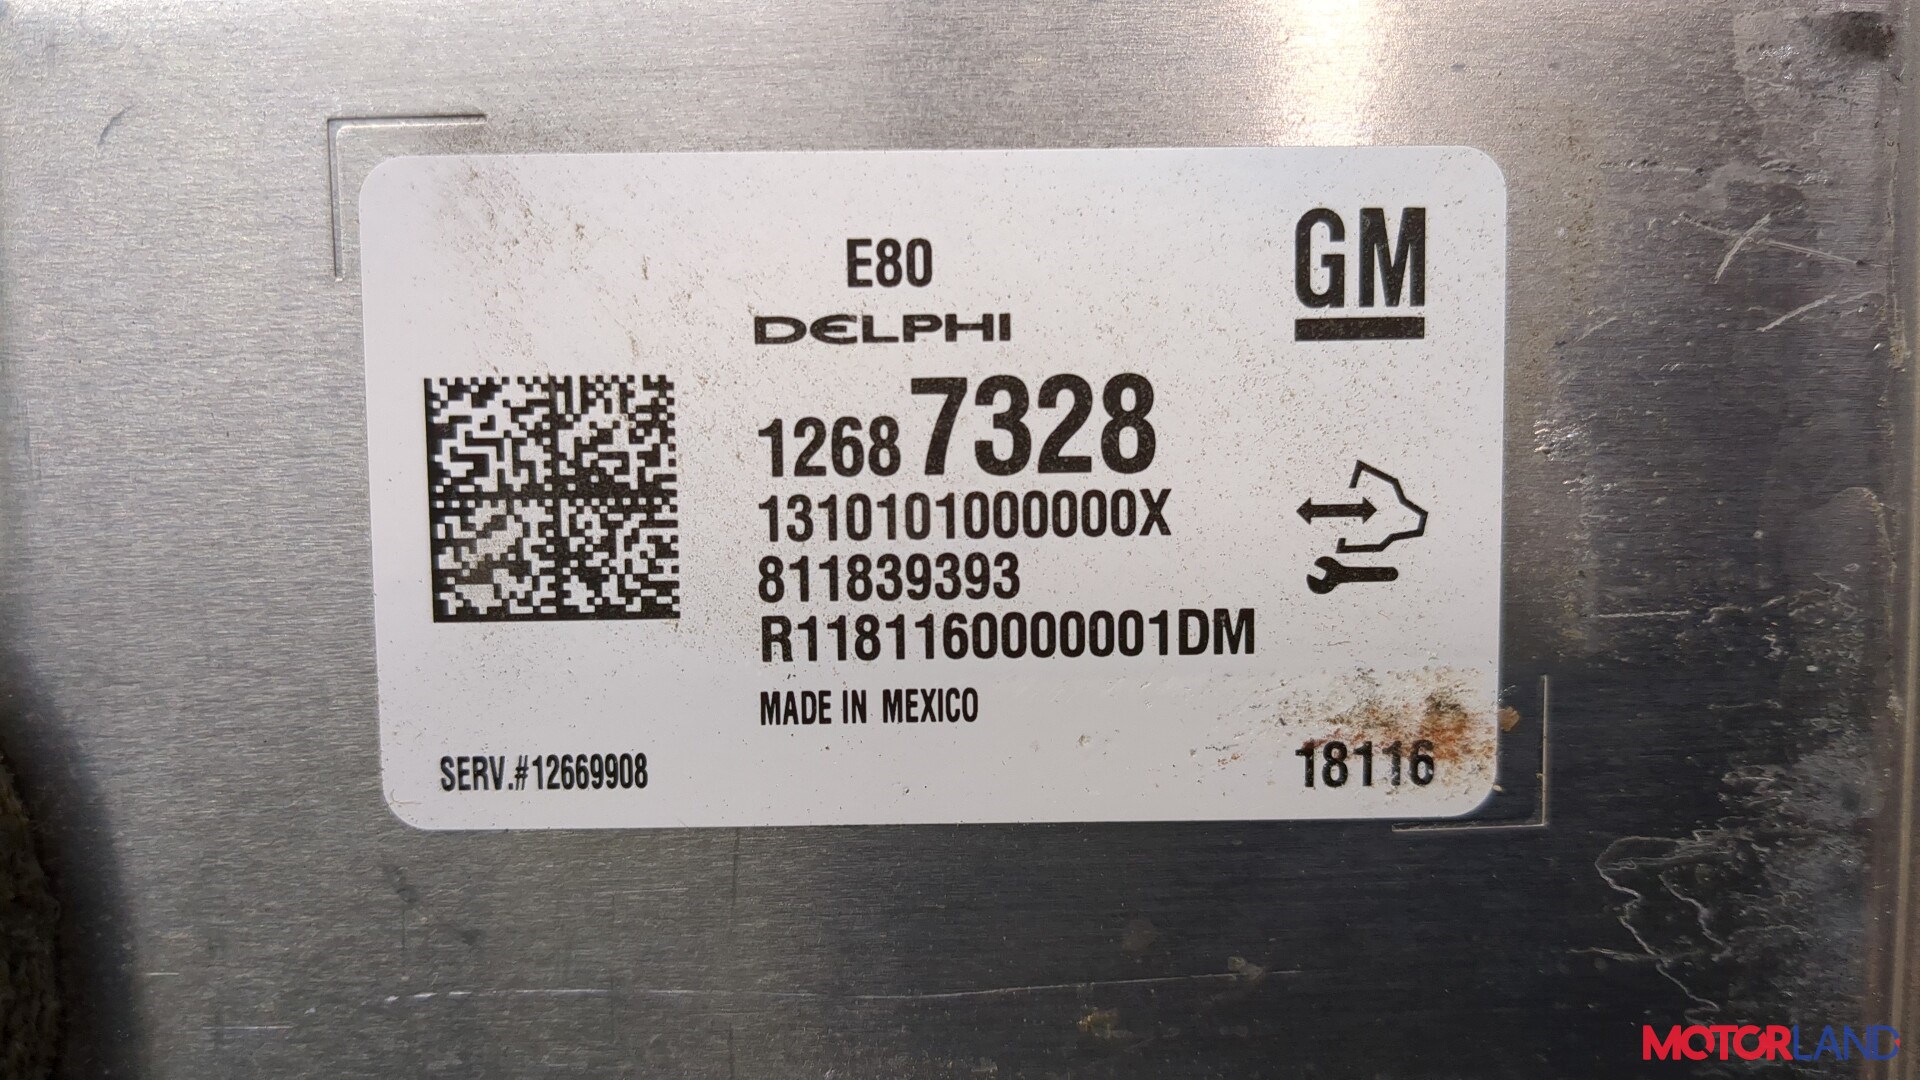 E80
GM
DELPHI
12687328
1310101000000X
811839393
R1181160000001DM
MADE IN MEXICO
SERV.#12669908
18116
MOTORLAND